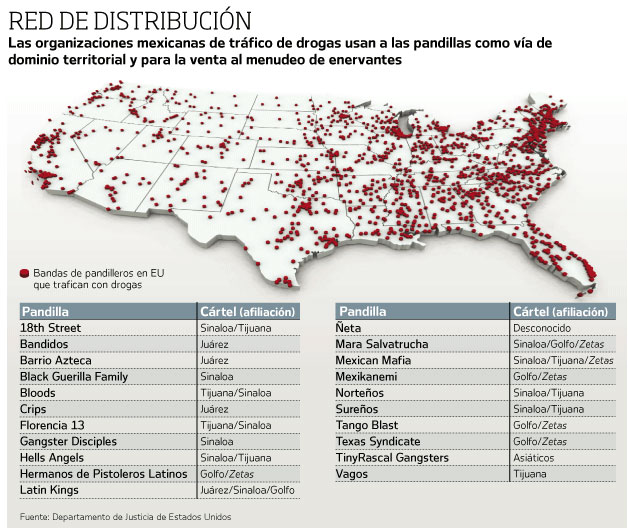 RED DE DISTRIBUCIÓN
Las organizaciones mexicanas de tráfico de drogas usan a las pandillas como vía de
dominio territorial y para la venta al menudeo de enervantes
Bandas de pandilleros en EU
que trafican con drogas
Pandilla Cártel (afiliación)
18th Street Sinaloa/Tijuana
Bandidos Juárez
Barrio Azteca Juárez
Black Guerilla Family Sinaloa
Bloods Tijuana/Sinaloa
Crips Juárez
Florencia 13 Tijuana/Sinaloa
Gangster Disciples Sinaloa
Hells Angels Sinaloa/Tijuana
Hermanos de Pistoleros Latinos Golfo/Zetas
Latin Kings Juárez/Sinaloa/Golfo
Pandilla Cártel (afiliación)
Ñeta Desconocido
Mara Salvatrucha Sinaloa/Golfo/Zetas
Mexican Mafia Sinaloa/Tijuana/Zetas
Mexikanemi Golfo/Zetas
Norteños Sinaloa/Tijuana
Sureños Sinaloa/Tijuana
Tango Blast Golfo/Zetas
Texas Syndicate Golfo/Zetas
TinyRascal Gangsters Asiáticos
Vagos Tijuana
Fuente: Departamento de Justicia de Estados Unidos